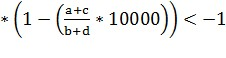 *(1 − ((a+c)/(b+d) * 10000)) < −1